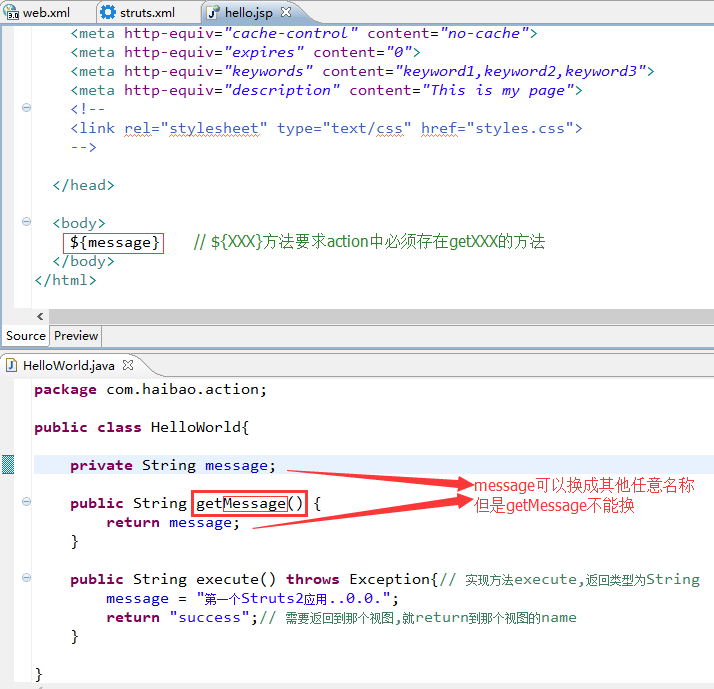 web.xml struts.xml hello.jsp
<meta http-equiv="cache-control" content="no-cache">
<meta http-equiv="expires" content="0">
<meta http-equiv="keywords" content="keyword1,keyword2,keyword3">
<meta http-equiv="description" content="This is my page">
<!--
<link rel="stylesheet" type="text/css" href="styles.css">
-->
</head>
<body>
${message} // ${XXX}方法要求action中必须存在getXXX的方法
</body>
</html>
Source Preview
HelloWorld.java
package com.haibao.action;
public class HelloWorld{
private String message;
message可以换成其他任意名称
但是getMessage不能换
public String getMessage() {
return message;
}
public String execute() throws Exception{// 实现方法execute,返回类型为String
message = "第一个Struts2应用..0.0.";
return "success";// 需要返回到那个视图,就return到那个视图的name
}
}